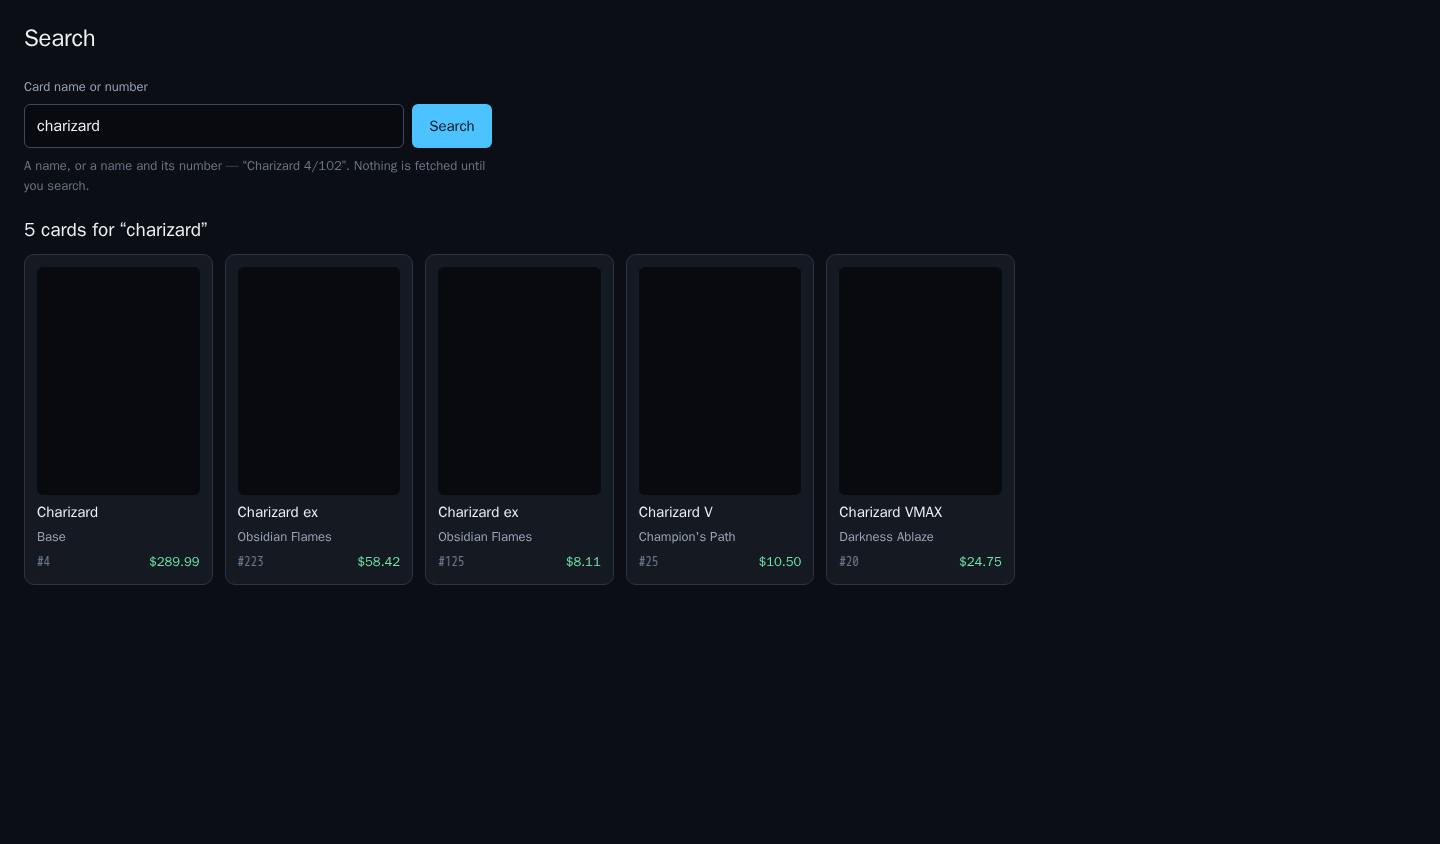 Search
Card name or number
charizard
Search
A name, or a name and its number — “Charizard 4/102”. Nothing is fetched until
you search.
5 cards for “charizard”
Charizard
Base
#4 $289.99
Charizard ex
Obsidian Flames
#223 $58.42
Charizard ex
Obsidian Flames
#125 $8.11
Charizard V
Champion's Path
#25 $10.50
Charizard VMAX
Darkness Ablaze
#20 $24.75